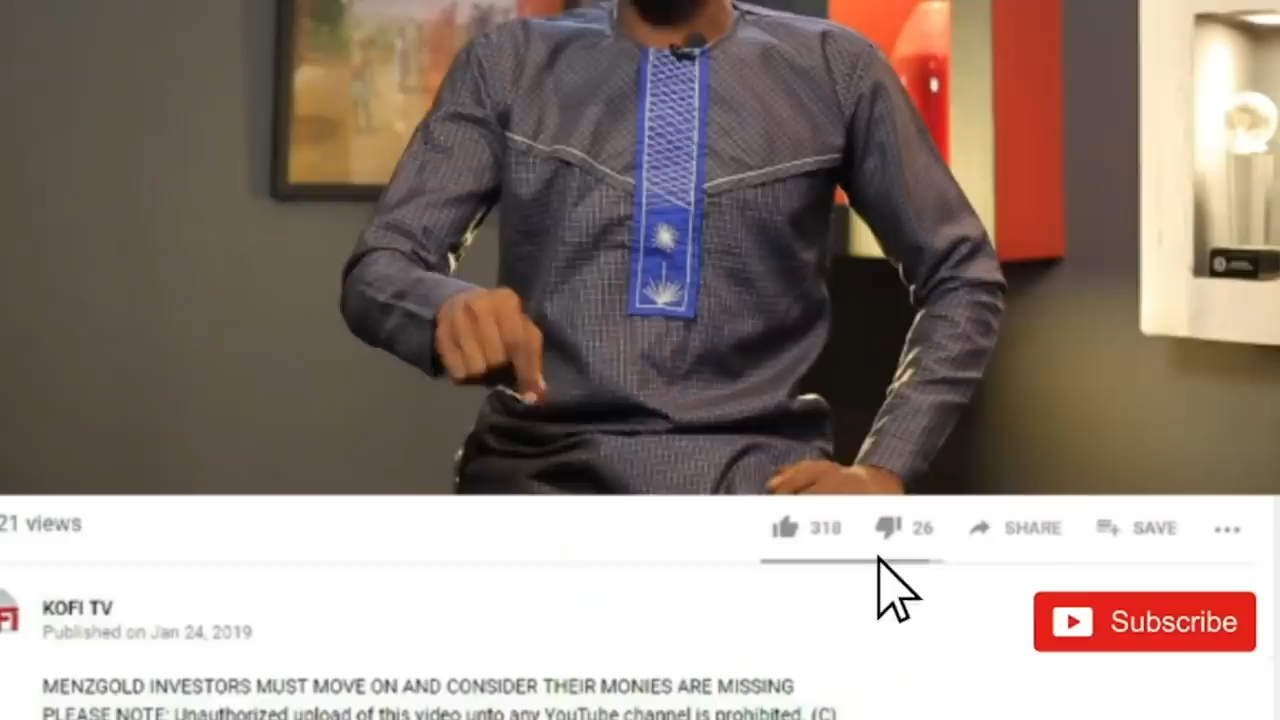 21 views
318
26
SHARE
SAVE
KOFI TV
Published on Jan 24, 2019
Subscribe
MENZGOLD INVESTORS MUST MOVE ON AND CONSIDER THEIR MONIES ARE MISSING
PLEASE NOTE: Unauthorized upload of this video unto any YouTube channel is prohibited. (C)